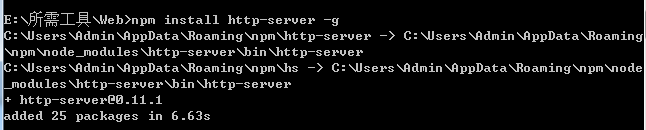 E:\所需工具\Web>npm install http-server -g
C:\Users\Admin\AppData\Roaming\npm\http-server -> C:\Users\Admin\AppData\Roaming
\npm\node_modules\http-server\bin\http-server
C:\Users\Admin\AppData\Roaming\npm\hs -> C:\Users\Admin\AppData\Roaming\npm\node
_modules\http-server\bin\http-server
+ http-server@0.11.1
added 25 packages in 6.63s